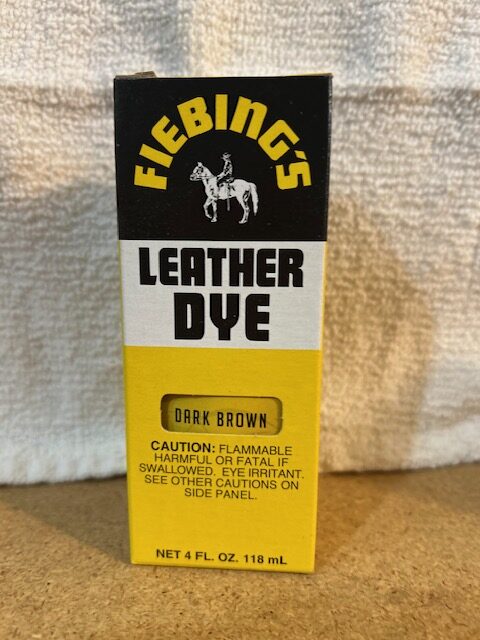 FIEBING'S
LEATHER
DYE
DARK BROWN
CAUTION: FLAMMABLE
HARMFUL OR FATAL IF
SWALLOWED. EYE IRRITANT.
SEE OTHER CAUTIONS ON
SIDE PANEL.
NET 4 FL. OZ. 118 mL